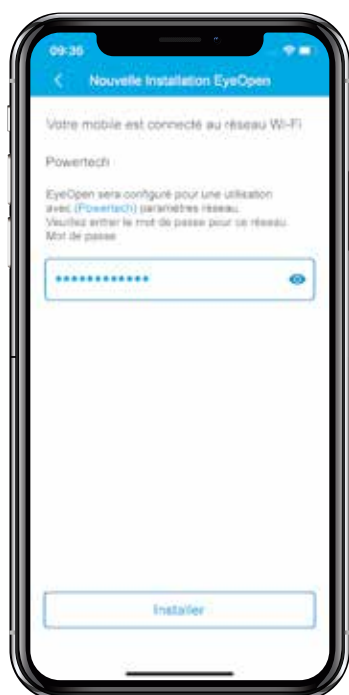 09:35
Nouvelle Installation EyeOpen
Votre mobile est connecté au réseau Wi-Fi
Powertech
EyeOpen sera configuré pour une utilisation
avec (Powertech) paramètres réseau.
Veuillez entrer le mot de passe pour ce réseau.
Mot de passe
••••••••••••
Installer